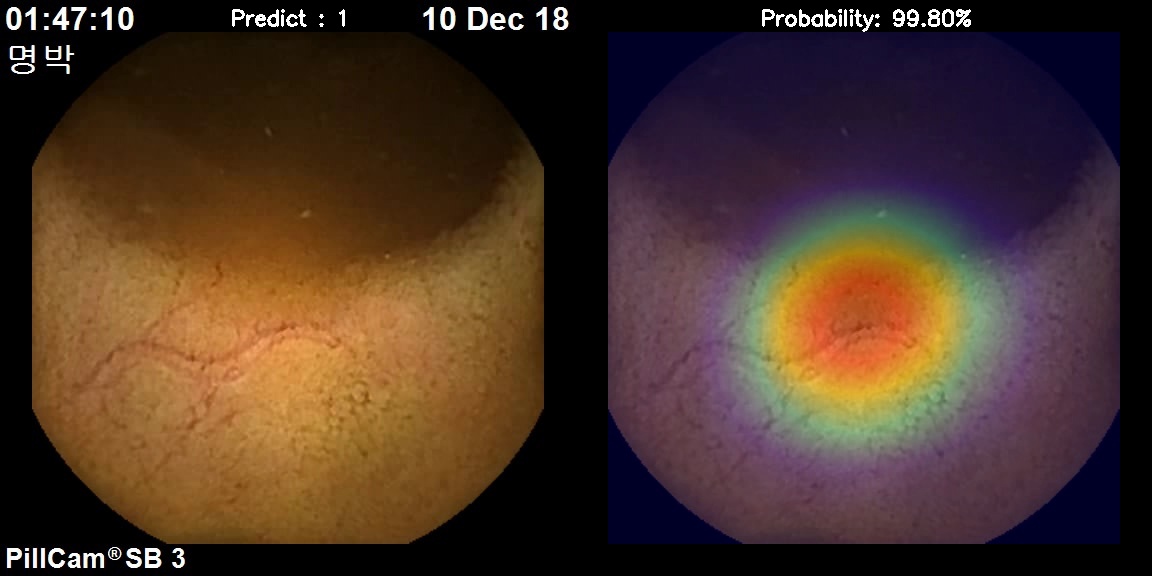 01:47:10
Predict : 1
10 Dec 18
Probability: 99.80%
명박
PillCam® SB 3